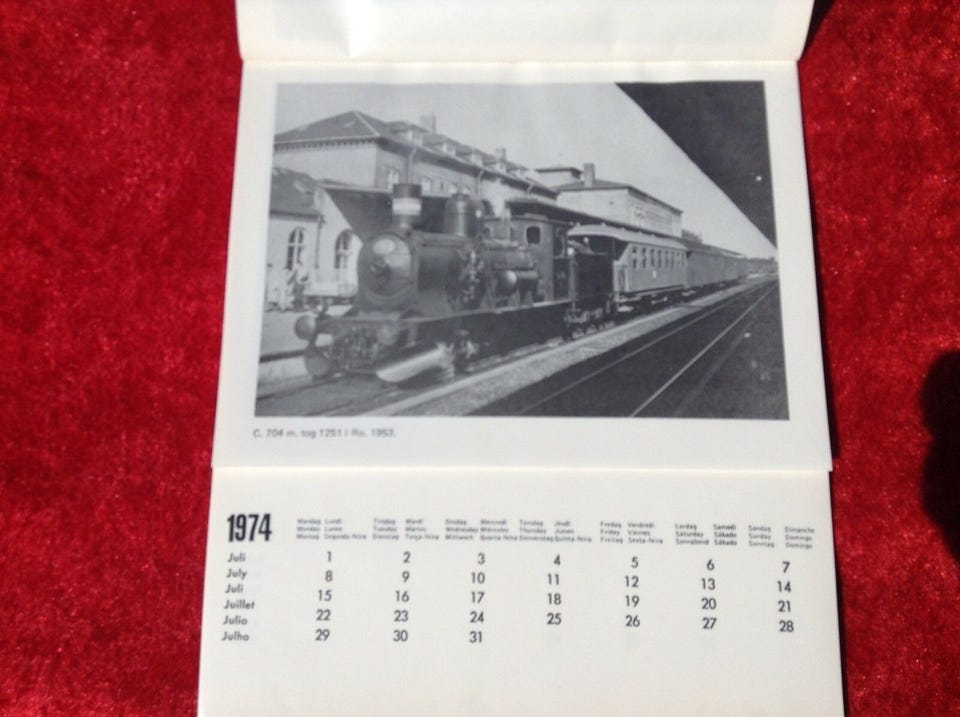 C. 704 m. tog 1251 i Ro. 1953.
1974
Mandag Lundi Tirsdag Mardi Onsdag Mercredi Torsdag Jeudi Fredag Vendredi Lørdag Samedi Søndag Dimanche
Monday Lunes Tuesday Martes Wednesday Miércoles Thursday Jueves Friday Viernes Saturday Sábado Sunday Domingo
Montag Segunda-feira Dienstag Terça-feira Mittwoch Quarta-feira Donnerstag Quinta-feira Freitag Sexta-feira Sonnabend Sábado Sonntag Domingo
Juli 1 2 3 4 5 6 7
July 8 9 10 11 12 13 14
Juli 15 16 17 18 19 20 21
Juillet 22 23 24 25 26 27 28
Julio 29 30 31
Julho